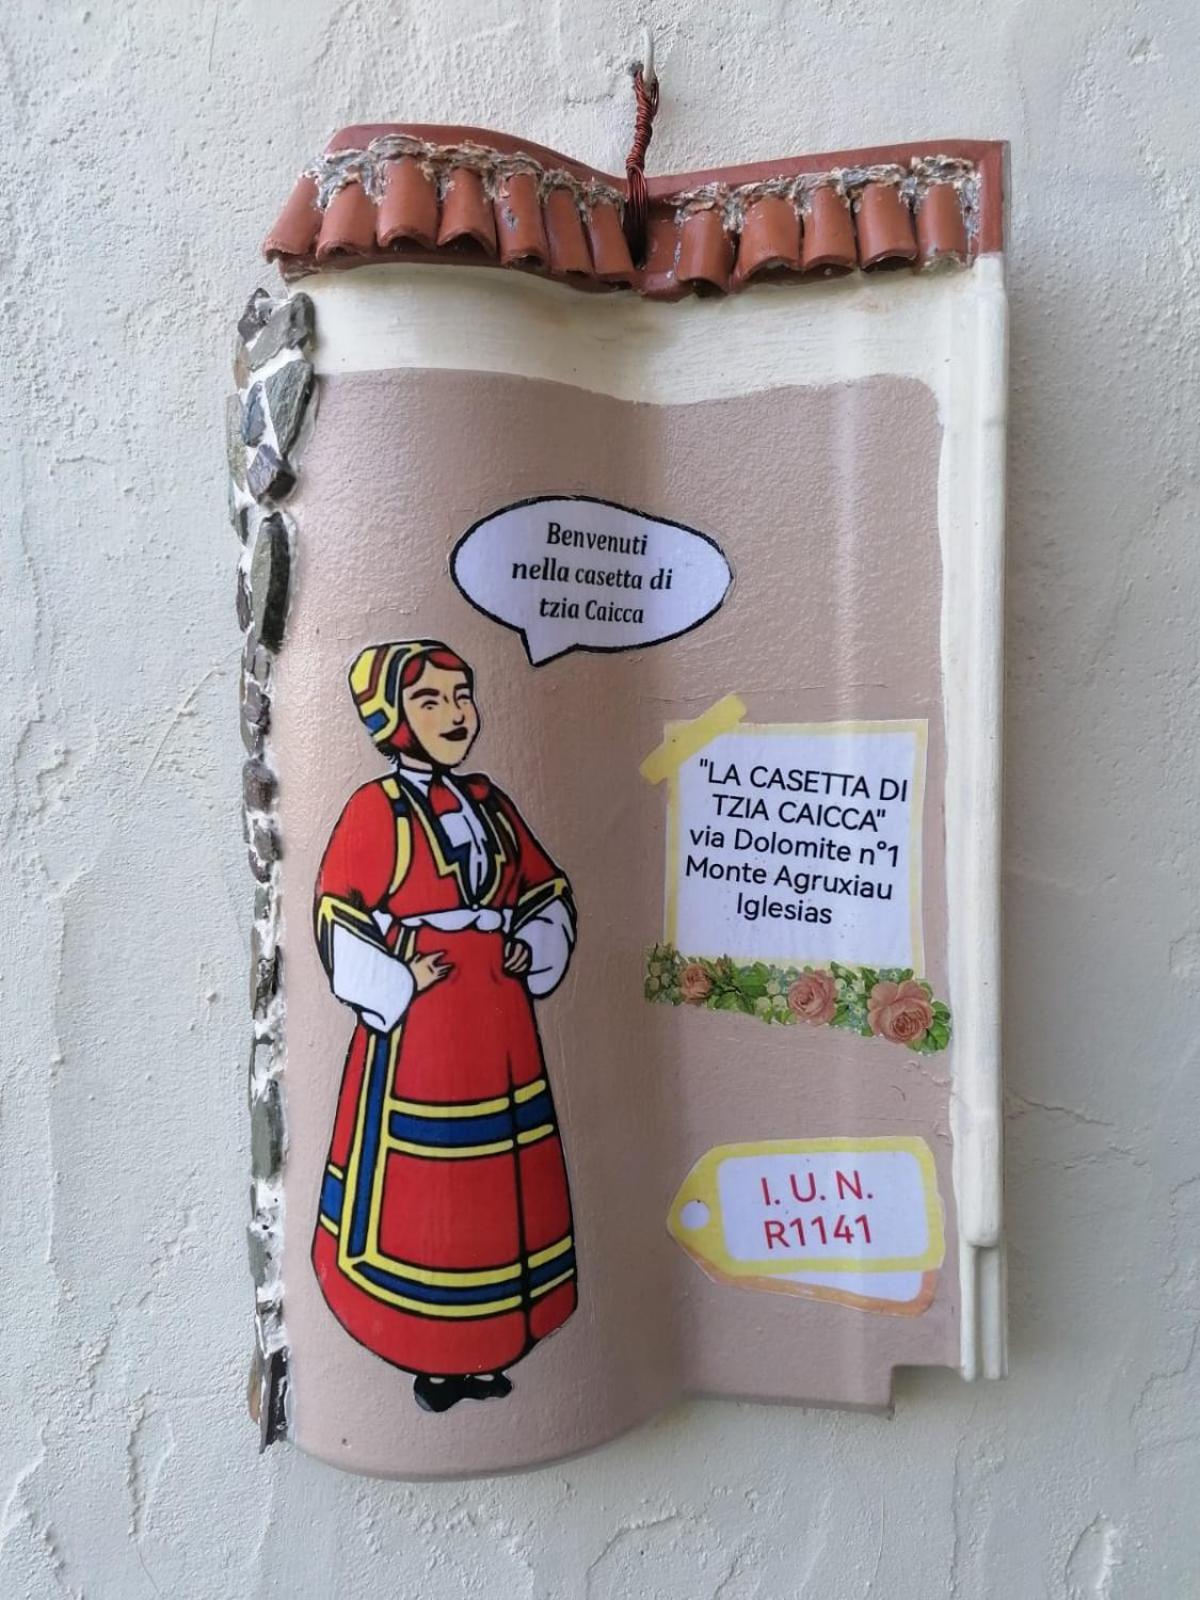 Benvenuti
nella casetta di
tzia Caicca
"LA CASETTA DI
TZIA CAICCA"
via Dolomite n°1
Monte Agruxiau
Iglesias
I. U. N.
R1141